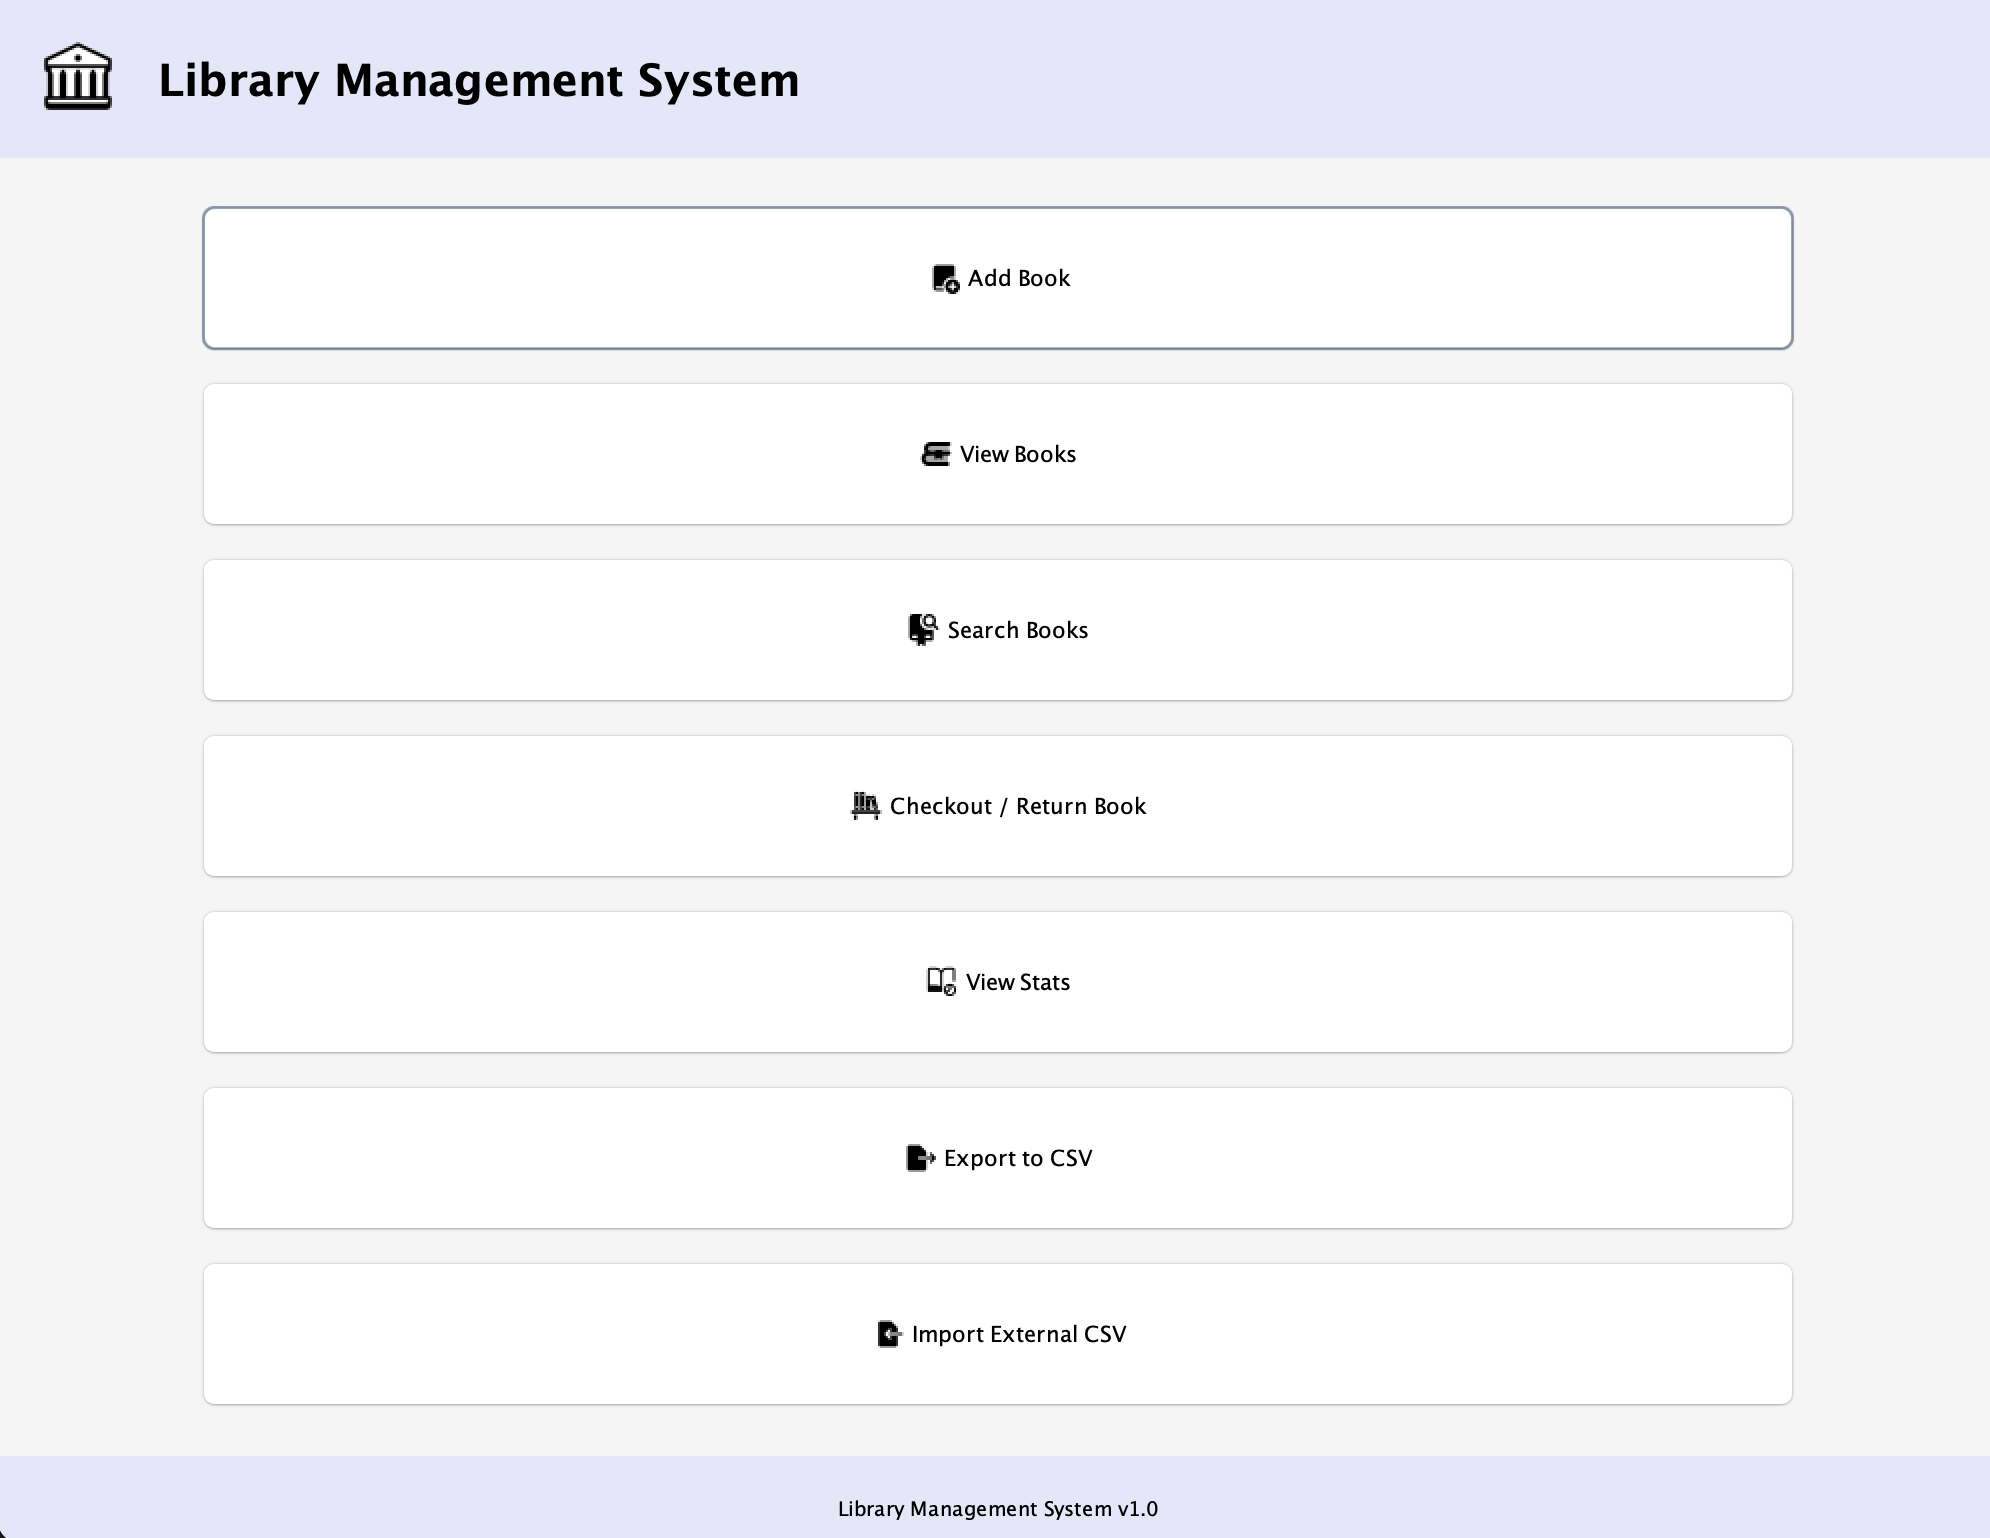 Library Management System
Add Book
View Books
Search Books
Checkout / Return Book
View Stats
Export to CSV
Import External CSV
Library Management System v1.0